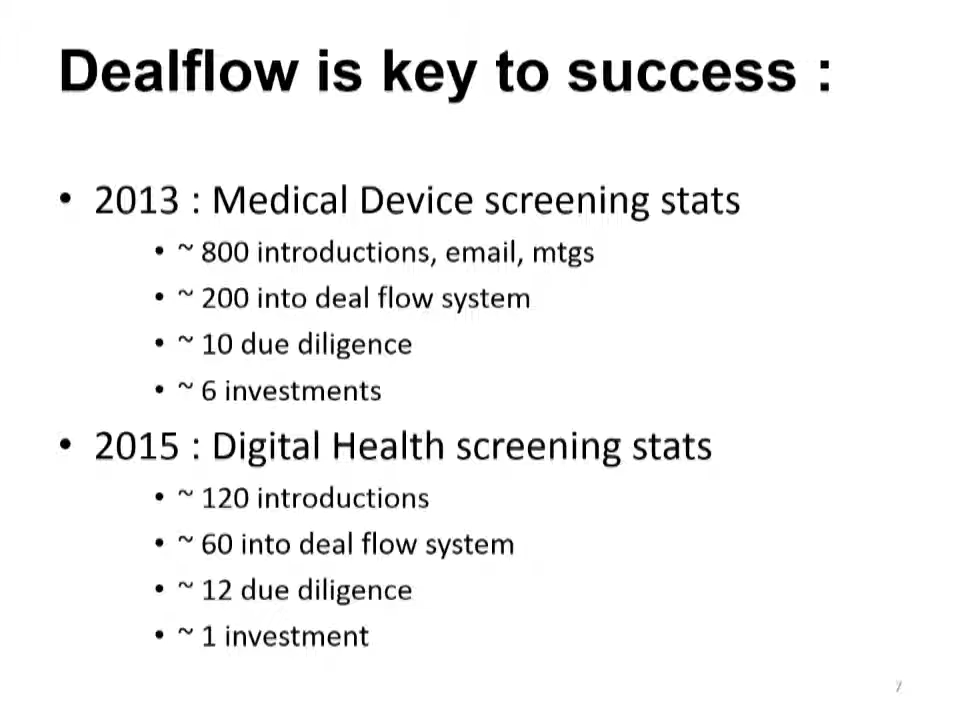 Dealflow is key to success :
• 2013 : Medical Device screening stats
• ~ 800 introductions, email, mtgs
• ~ 200 into deal flow system
• ~ 10 due diligence
• ~ 6 investments
• 2015 : Digital Health screening stats
• ~ 120 introductions
• ~ 60 into deal flow system
• ~ 12 due diligence
• ~ 1 investment
7